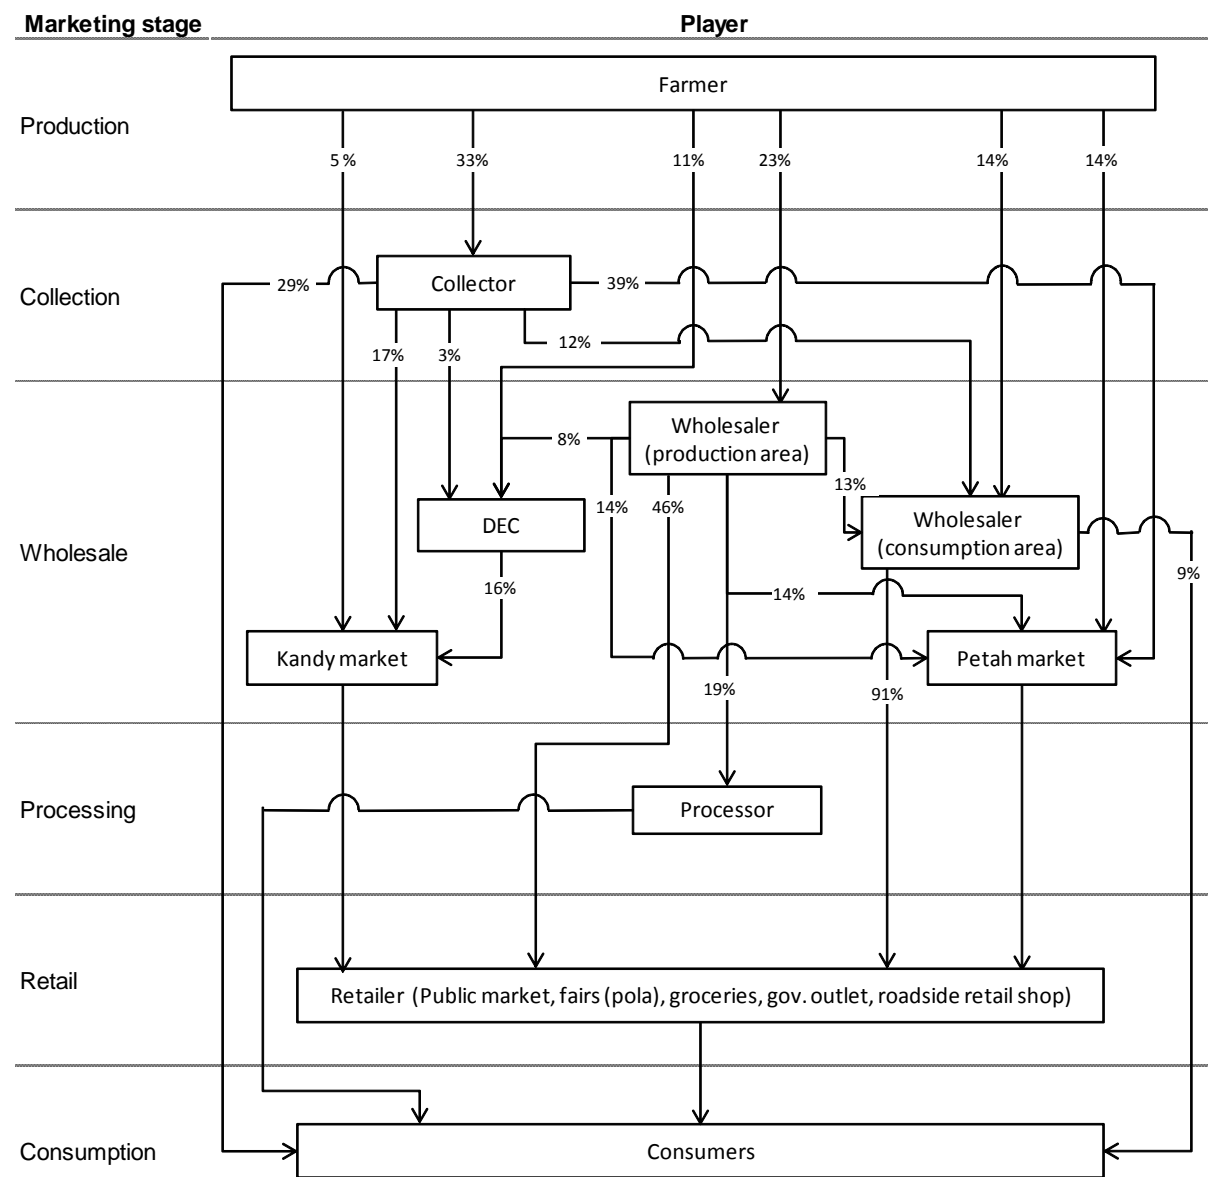 Marketing stage Player
Farmer
Production
5% 33% 11% 23% 14% 14%
Collector
29% 39%
Collection
12%
17% 3%
Wholesaler
(production area)
8%
13%
14% 46%
Wholesaler
(consumption area)
DEC
Wholesale
9%
16% 14%
Kandy market Petah market
19% 91%
Processor
Processing
Retail
Retailer (Public market, fairs (pola), groceries, gov. outlet, roadside retail shop)
Consumption Consumers